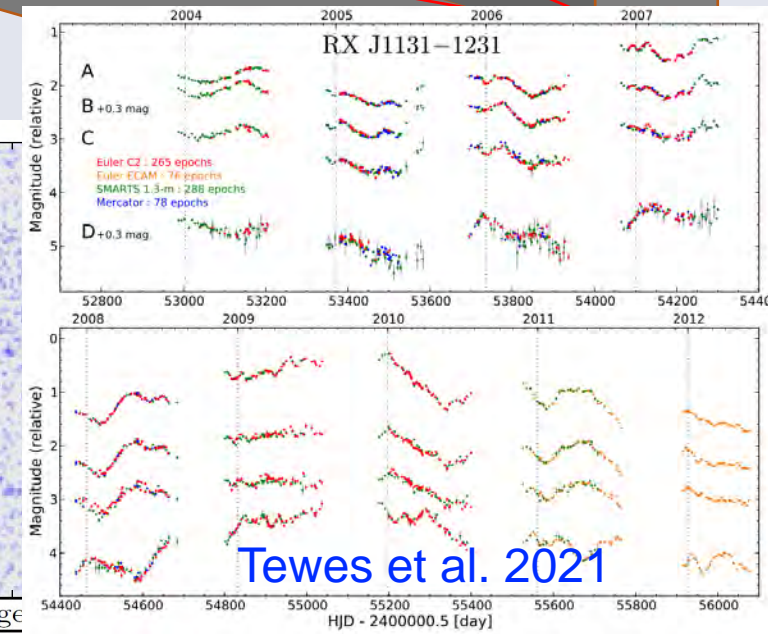 2004 2005 2006 2007
RX J1131−1231
A
B +0.3 mag
C
Euler C2 : 265 epochs
Euler ECAM : 76 epochs
SMARTS 1.3-m : 288 epochs
Mercator : 78 epochs
D +0.3 mag
Magnitude (relative)
1
2
3
4
5
52800 53000 53200 53400 53600 53800 54000 54200 5440
2008 2009 2010 2011 2012
Magnitude (relative)
0
1
2
3
4
Tewes et al. 2021
54400 54600 54800 55000 55200 55400 55600 55800 56000
HJD - 2400000.5 [day]
ge